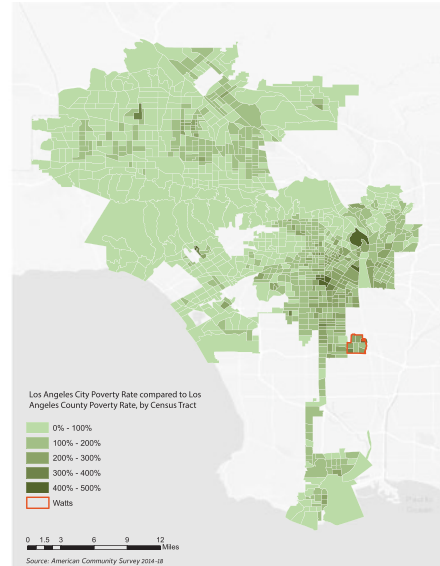 Pacific
Ocean
Los Angeles City Poverty Rate compared to Los
Angeles County Poverty Rate, by Census Tract
0% - 100%
100% - 200%
200% - 300%
300% - 400%
400% - 500%
Watts
0 1.5 3 6 9 12
Miles
Source: American Community Survey 2014-18